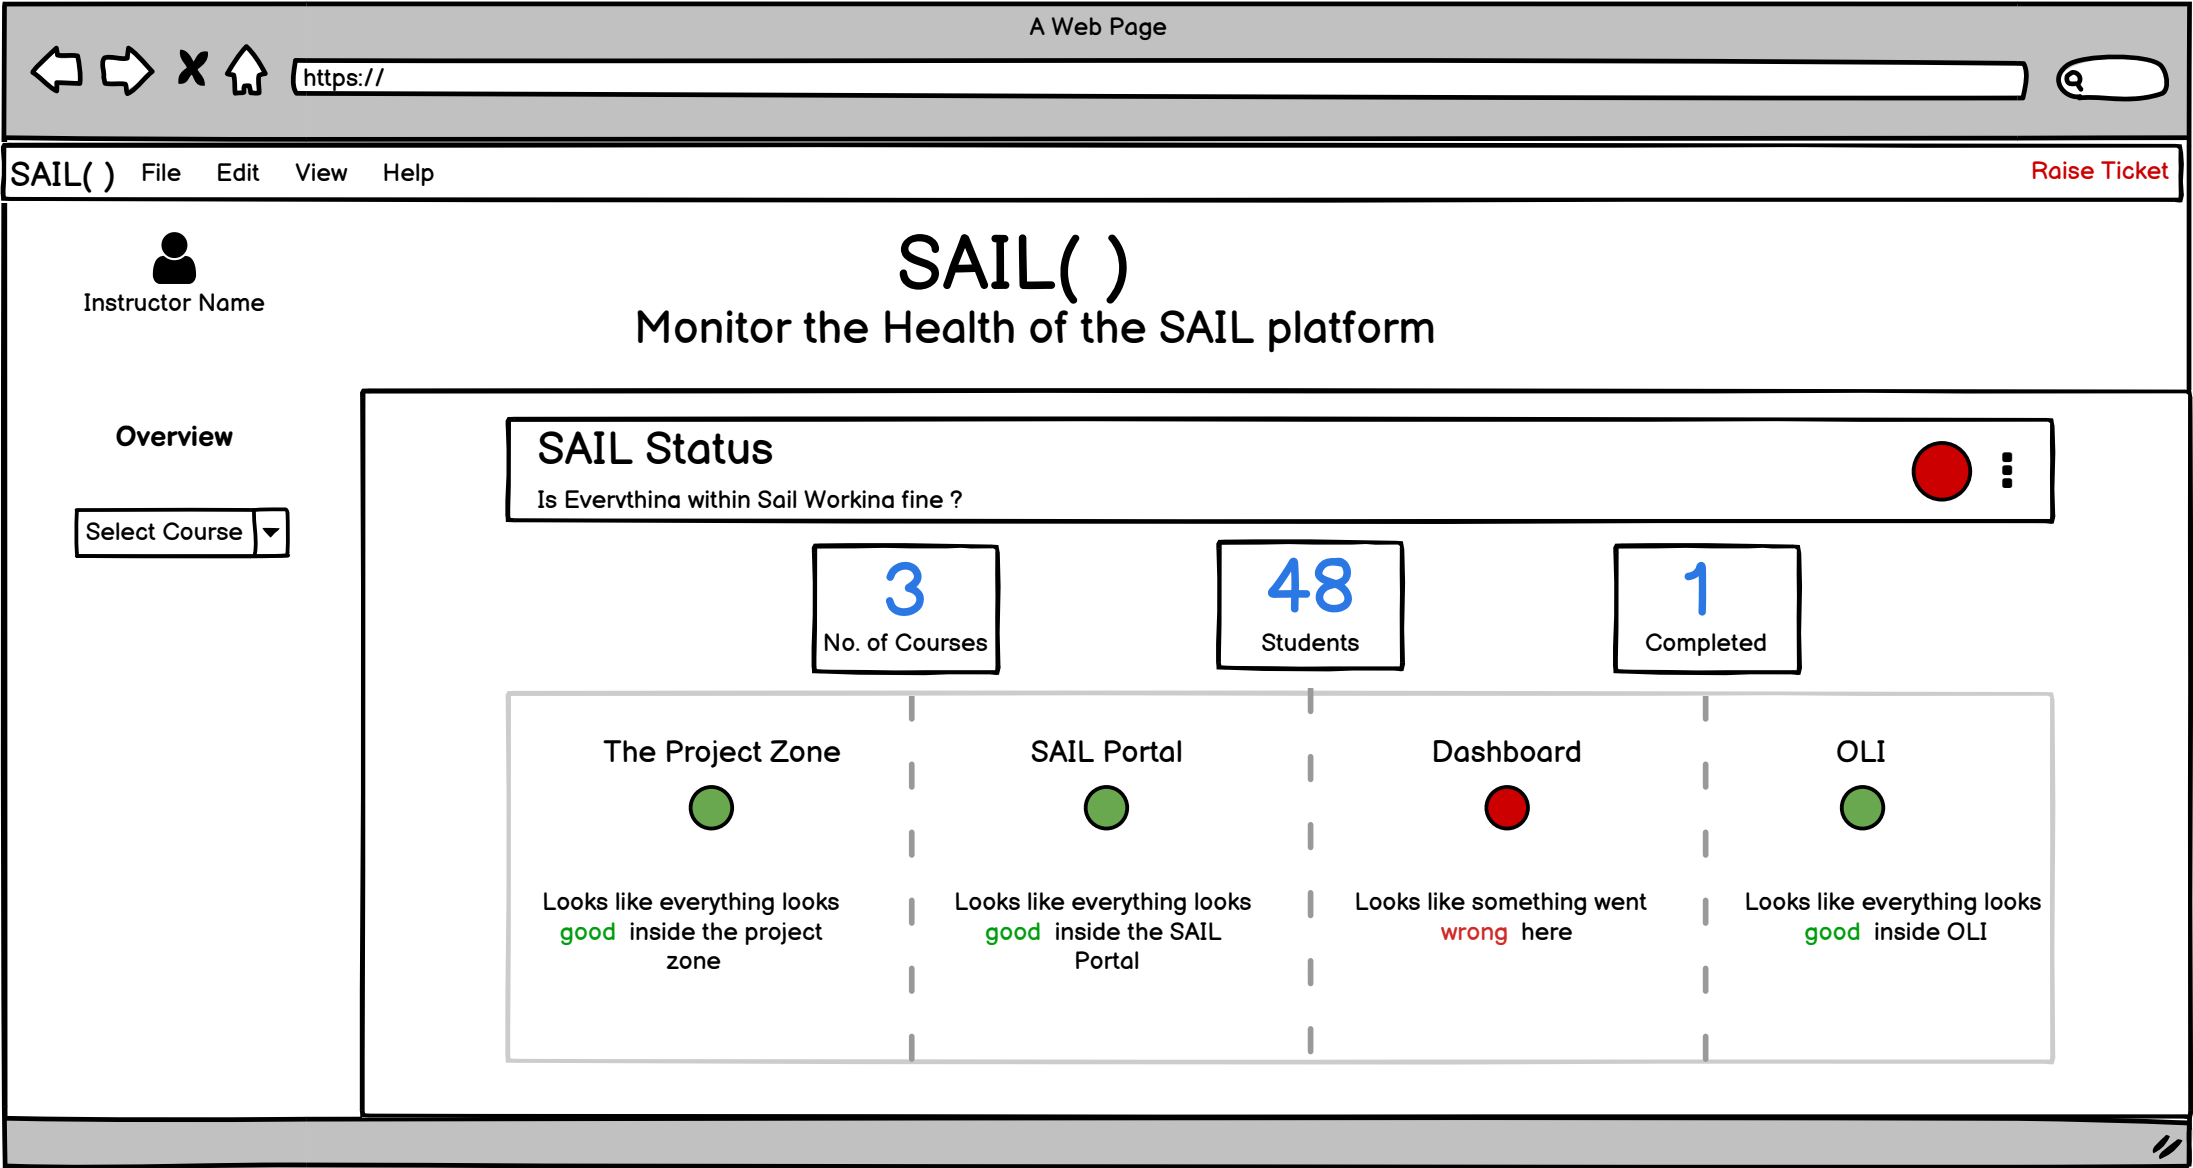 A Web Page
https://
SAIL( ) File Edit View Help Raise Ticket
SAIL( )
Instructor Name
Monitor the Health of the SAIL platform
Overview
SAIL Status
Is Everything within Sail Working fine ?
Select Course
3
No. of Courses
48
Students
1
Completed
The Project Zone
Looks like everything looks
good inside the project
zone
SAIL Portal
Looks like everything looks
good inside the SAIL
Portal
Dashboard
Looks like something went
wrong here
OLI
Looks like everything looks
good inside OLI